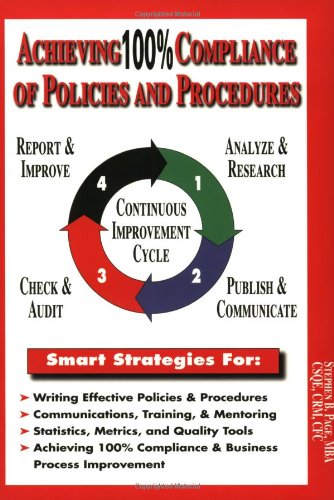 ACHIEVING 100% COMPLIANCE
OF POLICIES AND PROCEDURES
REPORT &
IMPROVE
ANALYZE &
RESEARCH
4
1
CONTINUOUS
IMPROVEMENT
CYCLE
3
2
CHECK &
AUDIT
PUBLISH &
COMMUNICATE
Smart Strategies For:
➤ Writing Effective Policies & Procedures
➤ Communications, Training, & Mentoring
➤ Statistics, Metrics, and Quality Tools
➤ Achieving 100% Compliance & Business
Process Improvement
STEPHEN B. PAGE, MBA
CSQE, CRM, CFC